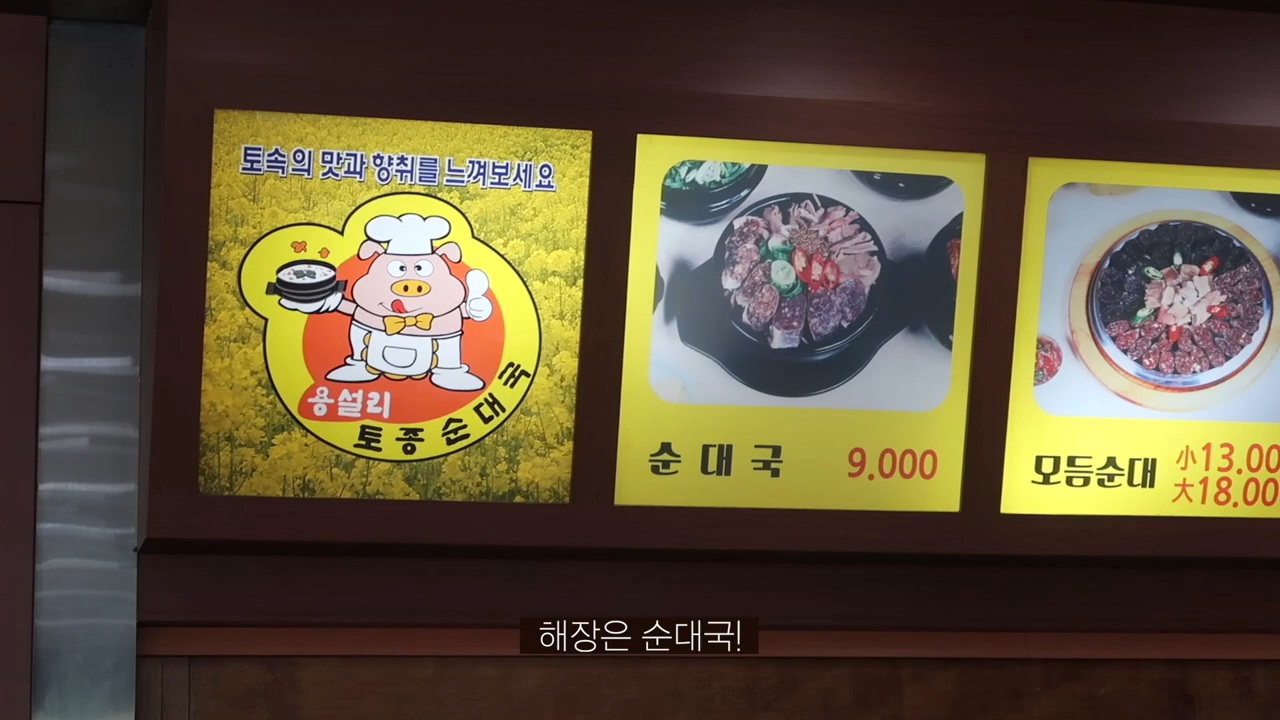 토속의 맛과 향취를 느껴보세요
용설리
토종순대국
순대국 9.000
모듬순대 小13.00
大18.00
해장은 순대국!